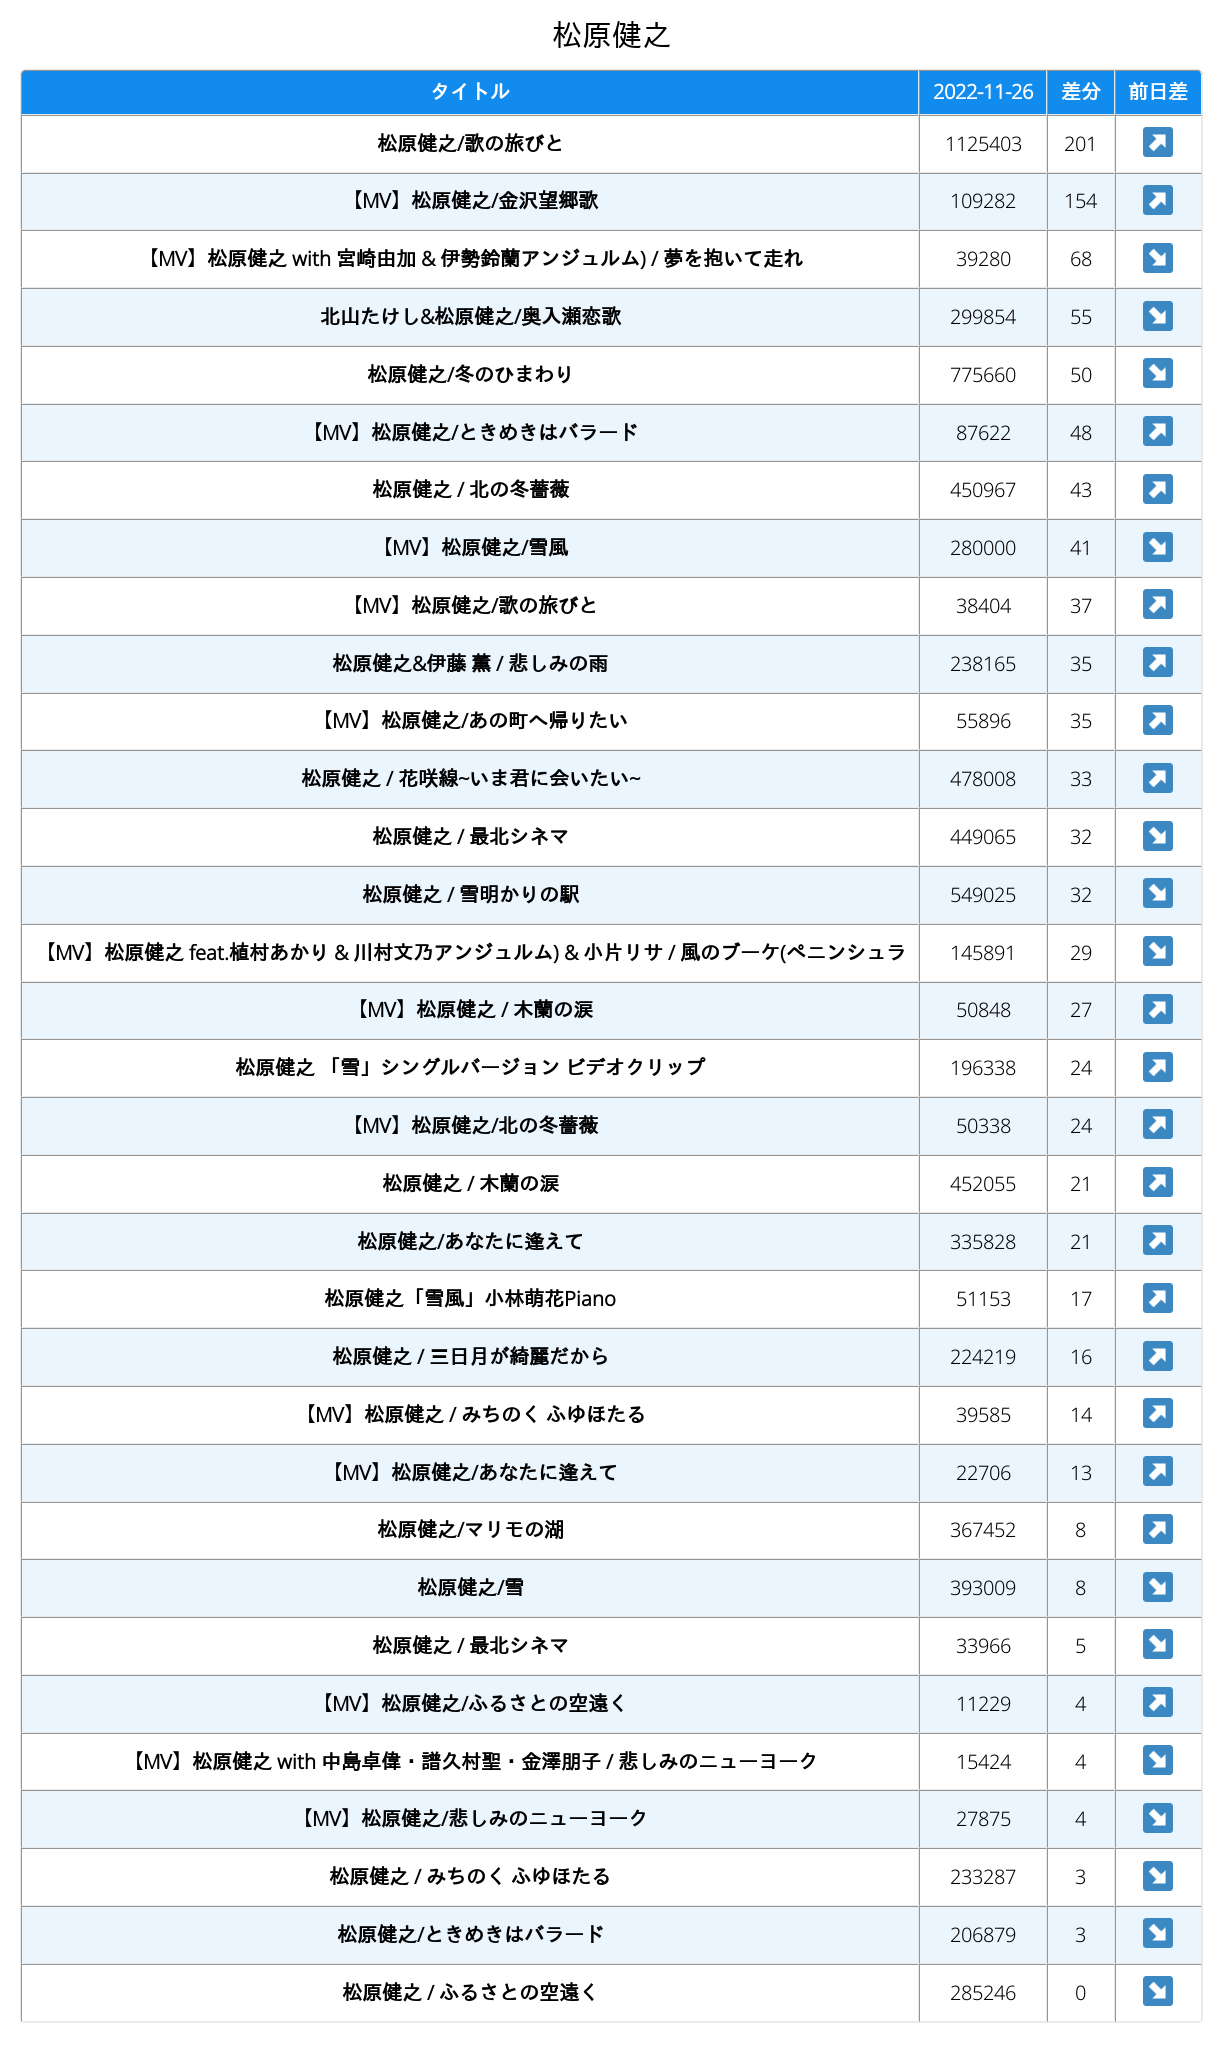 松原健之
タイトル 2022-11-26 差分 前日差
松原健之/歌の旅びと 1125403 201
【MV】松原健之/金沢望郷歌 109282 154
【MV】松原健之 with 宮崎由加 & 伊勢鈴蘭アンジュルム) / 夢を抱いて走れ 39280 68
北山たけし&松原健之/奥入瀬恋歌 299854 55
松原健之/冬のひまわり 775660 50
【MV】松原健之/ときめきはバラード 87622 48
松原健之 / 北の冬薔薇 450967 43
【MV】松原健之/雪風 280000 41
【MV】松原健之/歌の旅びと 38404 37
松原健之&伊藤 薫 / 悲しみの雨 238165 35
【MV】松原健之/あの町へ帰りたい 55896 35
松原健之 / 花咲線~いま君に会いたい~ 478008 33
松原健之 / 最北シネマ 449065 32
松原健之 / 雪明かりの駅 549025 32
【MV】松原健之 feat.植村あかり & 川村文乃アンジュルム) & 小片リサ / 風のブーケ(ペニンシュラ 145891 29
【MV】松原健之 / 木蘭の涙 50848 27
松原健之 「雪」シングルバージョン ビデオクリップ 196338 24
【MV】松原健之/北の冬薔薇 50338 24
松原健之 / 木蘭の涙 452055 21
松原健之/あなたに逢えて 335828 21
松原健之「雪風」小林萌花Piano 51153 17
松原健之 / 三日月が綺麗だから 224219 16
【MV】松原健之 / みちのく ふゆほたる 39585 14
【MV】松原健之/あなたに逢えて 22706 13
松原健之/マリモの湖 367452 8
松原健之/雪 393009 8
松原健之 / 最北シネマ 33966 5
【MV】松原健之/ふるさとの空遠く 11229 4
【MV】松原健之 with 中島卓偉・譜久村聖・金澤朋子 / 悲しみのニューヨーク 15424 4
【MV】松原健之/悲しみのニューヨーク 27875 4
松原健之 / みちのく ふゆほたる 233287 3
松原健之/ときめきはバラード 206879 3
松原健之 / ふるさとの空遠く 285246 0